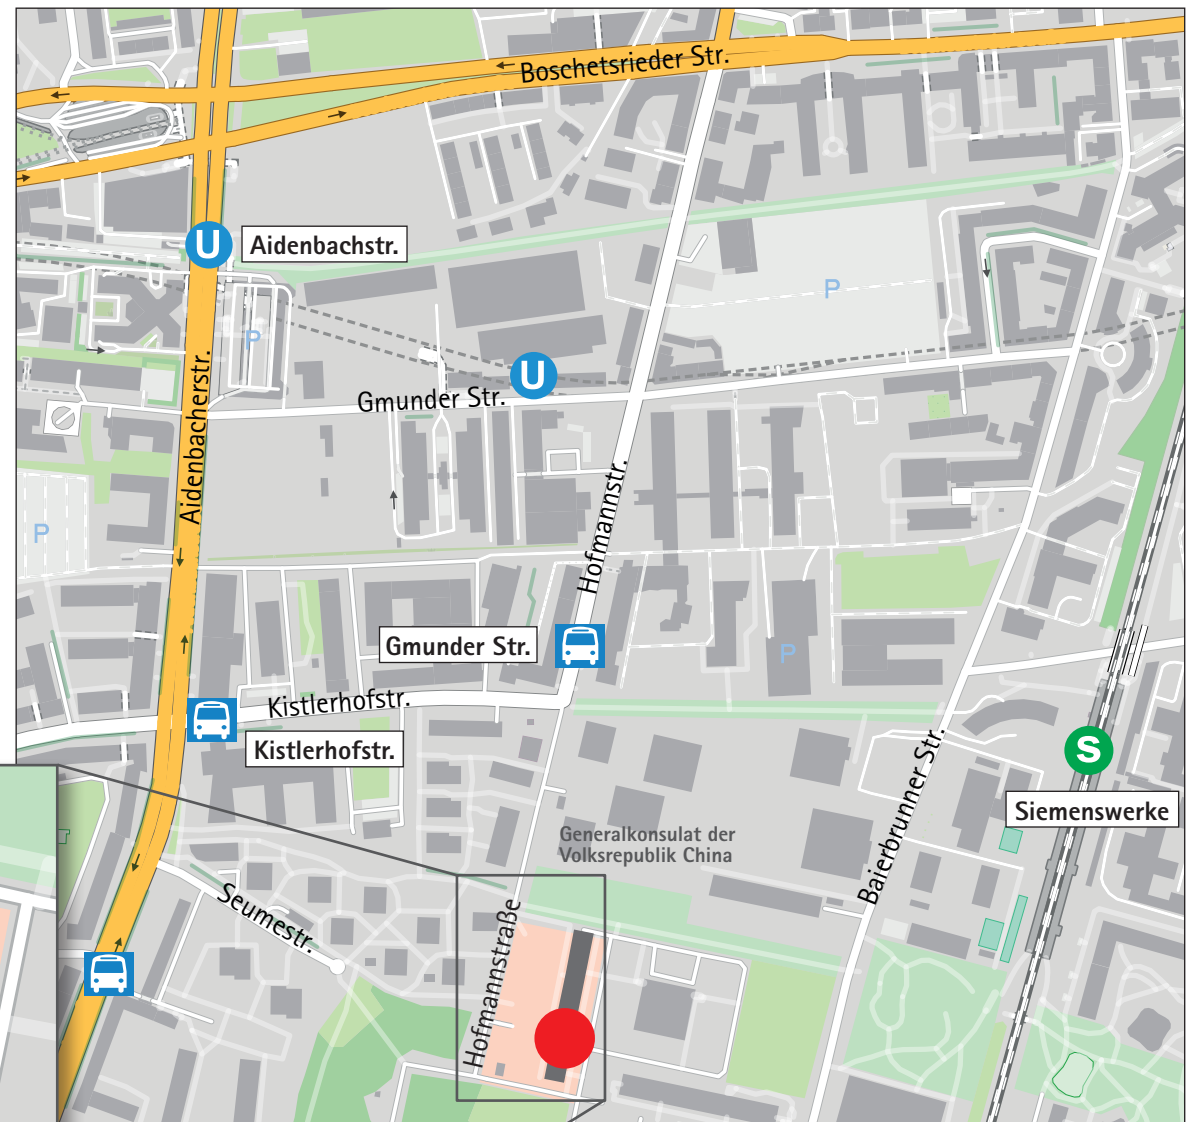 Boschetsrieder Str.
U
Aidenbachstr.
P
P
Aidenbacherstr.
U
Gmunder Str.
Hofmannstr.
P
Gmunder Str.
P
Kistlerhofstr.
Kistlerhofstr.
S
Siemenswerke
Baierbrunner Str.
Generalkonsulat der
Volksrepublik China
Seumestr.
Hofmannstraße